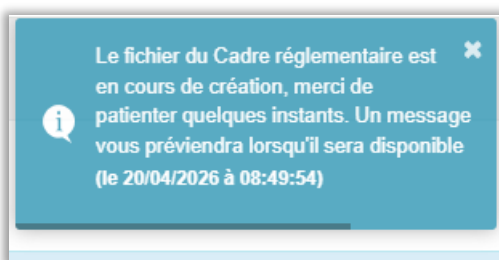 Le fichier du Cadre réglementaire est
en cours de création, merci de
patienter quelques instants. Un message
vous préviendra lorsqu'il sera disponible
(le 20/04/2026 à 08:49:54)